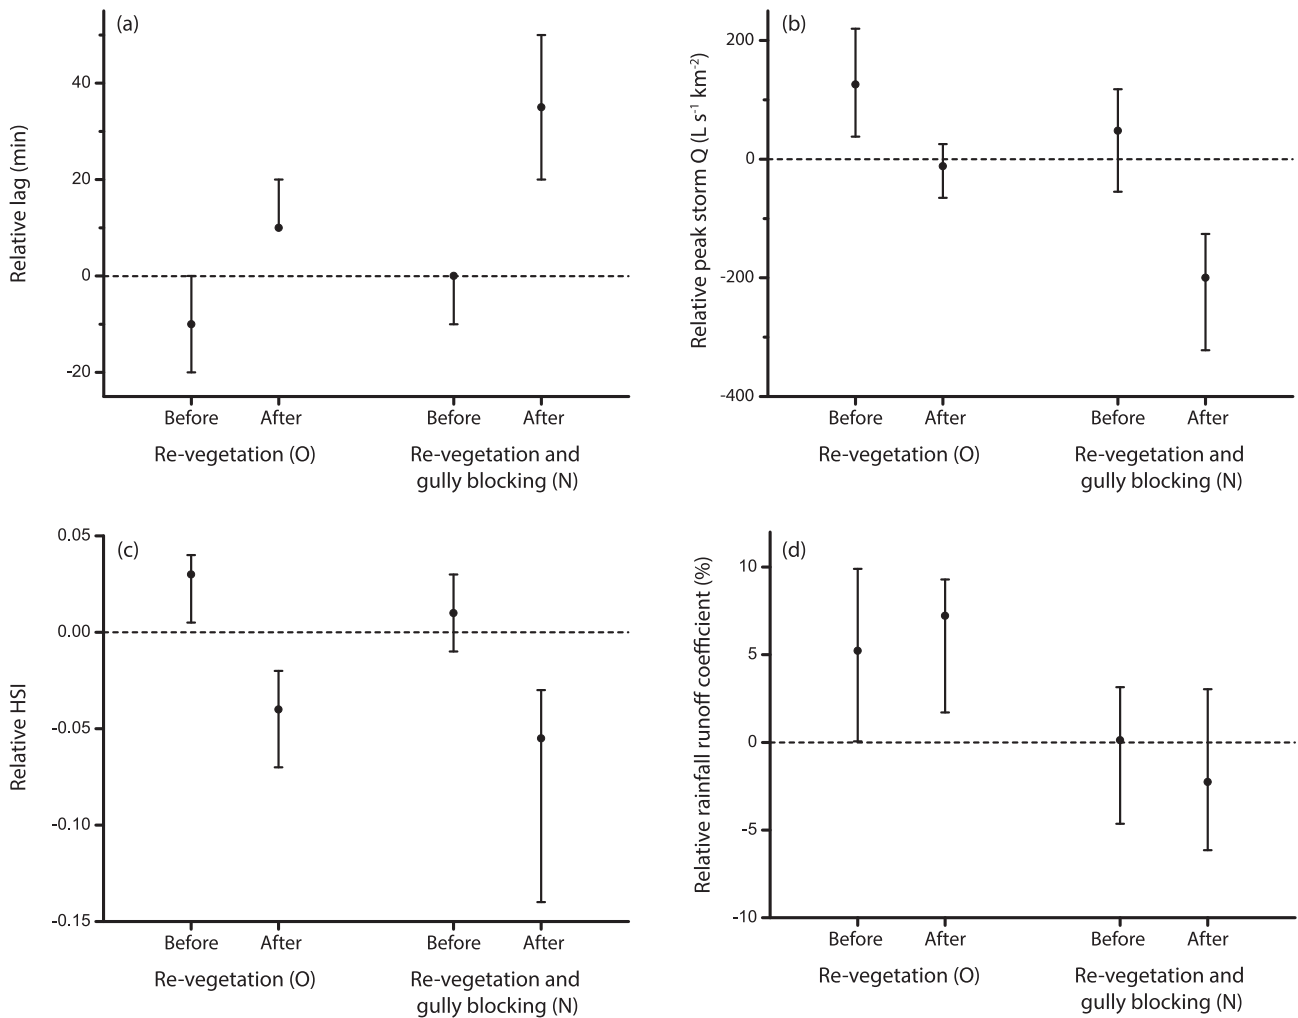 (a)
Relative lag (min)
40
20
0
-20
Before
After
Before
After
Re-vegetation (O)
Re-vegetation and
gully blocking (N)
(b)
Relative peak storm Q (L s⁻¹ km⁻²)
200
0
-200
-400
Before
After
Before
After
Re-vegetation (O)
Re-vegetation and
gully blocking (N)
(c)
Relative HSI
0.05
0.00
-0.05
-0.10
-0.15
Before
After
Before
After
Re-vegetation (O)
Re-vegetation and
gully blocking (N)
(d)
Relative rainfall runoff coefficient (%)
10
5
0
-5
-10
Before
After
Before
After
Re-vegetation (O)
Re-vegetation and
gully blocking (N)